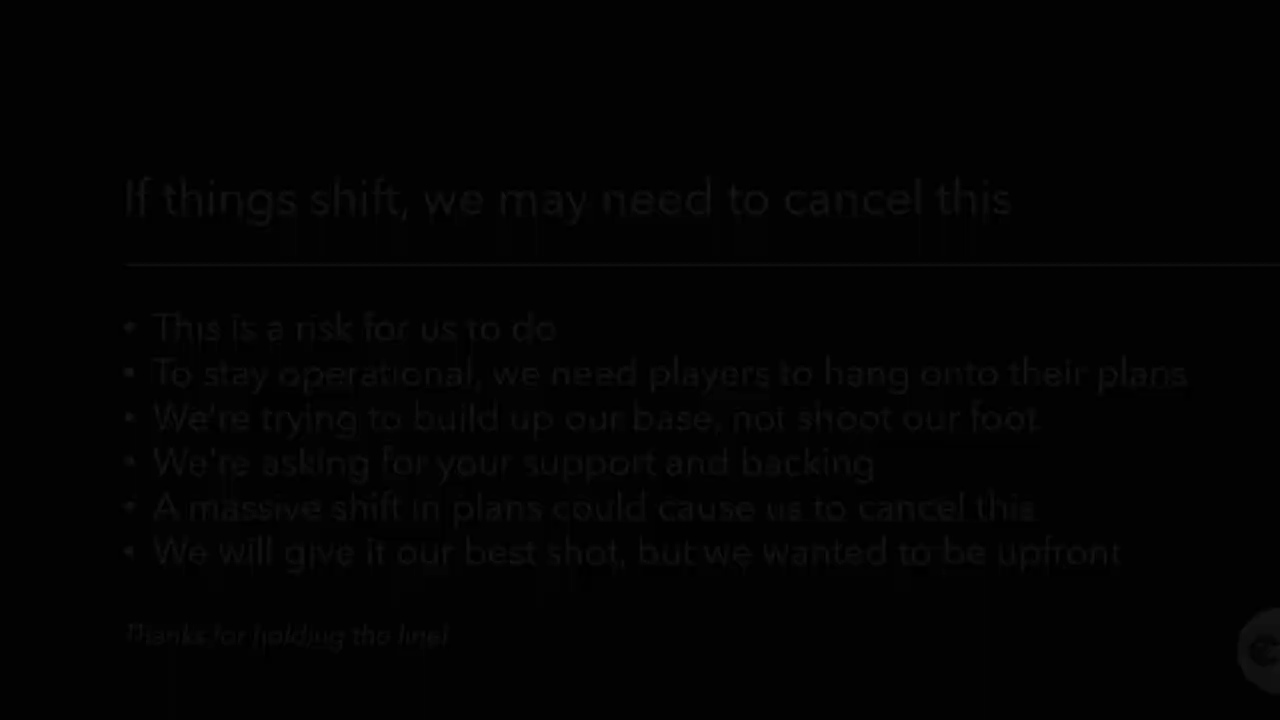 If things shift, we may need to cancel this
• This is a risk for us to do
• To stay operational, we need players to hang onto their plans
• We're trying to build up our base, not shoot our foot
• We're asking for your support and backing
• A massive shift in plans could cause us to cancel this
• We will give it our best shot, but we wanted to be upfront
Thanks for holding the line!